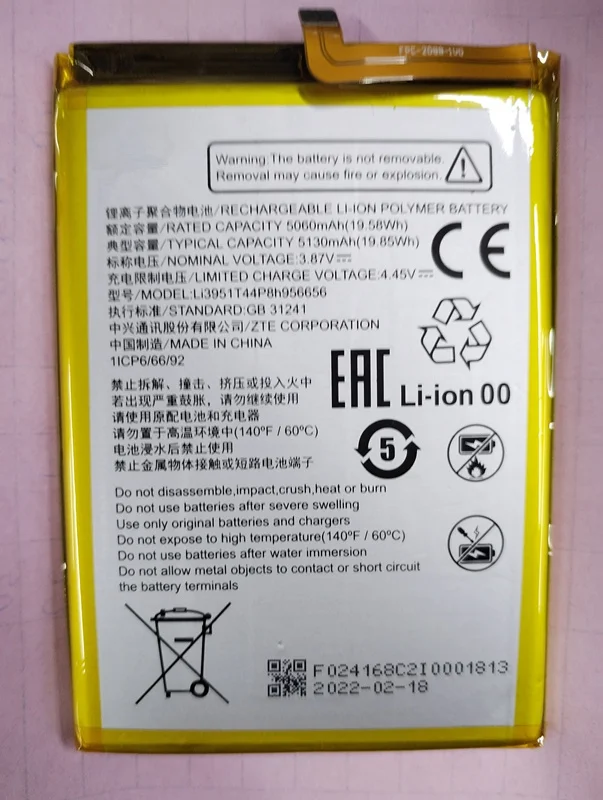 FPC-2099-1V0
Warning:The battery is not removable.
Removal may cause fire or explosion.
锂离子聚合物电池/RECHARGEABLE LI-ION POLYMER BATTERY
额定容量/RATED CAPACITY 5060mAh(19.58Wh)
典型容量/TYPICAL CAPACITY 5130mAh(19.85Wh)
标称电压/NOMINAL VOLTAGE:3.87V⎓
充电限制电压/LIMITED CHARGE VOLTAGE:4.45V⎓
型号/MODEL:Li3951T44P8h956656
执行标准/STANDARD:GB 31241
中兴通讯股份有限公司/ZTE CORPORATION
中国制造/MADE IN CHINA
1ICP6/66/92
CE
EAC
Li-ion 00
5
禁止拆解、撞击、挤压或投入火中
若出现严重鼓胀，请勿继续使用
请使用原配电池和充电器
请勿置于高温环境中(140°F / 60°C)
电池浸水后禁止使用
禁止金属物体接触或短路电池端子
Do not disassemble,impact,crush,heat or burn
Do not use batteries after severe swelling
Use only original batteries and chargers
Do not expose to high temperature(140°F / 60°C)
Do not use batteries after water immersion
Do not allow metal objects to contact or short circuit
the battery terminals
F024168C2I0001813
2022-02-18